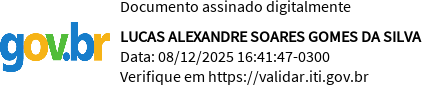 Documento assinado digitalmente
gov.br
LUCAS ALEXANDRE SOARES GOMES DA SILVA
Data: 08/12/2025 16:41:47-0300
Verifique em https://validar.iti.gov.br